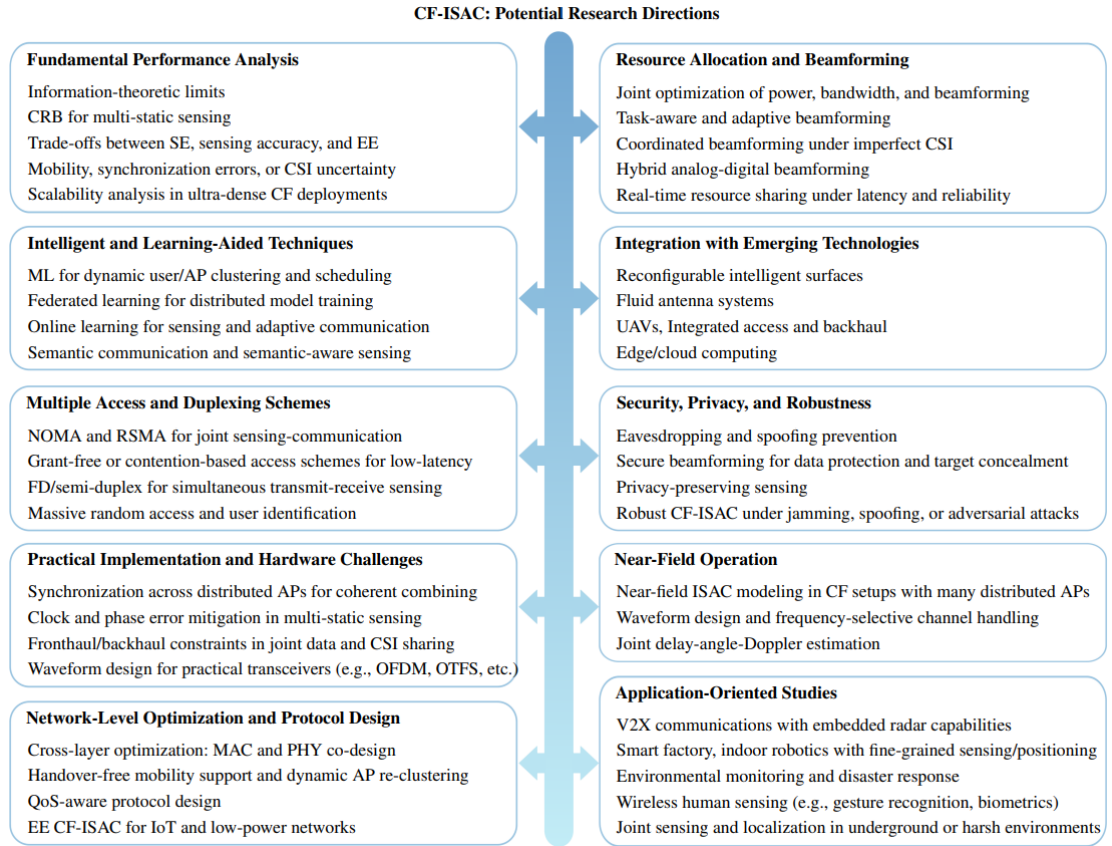 CF-ISAC: Potential Research Directions
Fundamental Performance Analysis
Information-theoretic limits
CRB for multi-static sensing
Trade-offs between SE, sensing accuracy, and EE
Mobility, synchronization errors, or CSI uncertainty
Scalability analysis in ultra-dense CF deployments
Resource Allocation and Beamforming
Joint optimization of power, bandwidth, and beamforming
Task-aware and adaptive beamforming
Coordinated beamforming under imperfect CSI
Hybrid analog-digital beamforming
Real-time resource sharing under latency and reliability
Intelligent and Learning-Aided Techniques
ML for dynamic user/AP clustering and scheduling
Federated learning for distributed model training
Online learning for sensing and adaptive communication
Semantic communication and semantic-aware sensing
Integration with Emerging Technologies
Reconfigurable intelligent surfaces
Fluid antenna systems
UAVs, Integrated access and backhaul
Edge/cloud computing
Multiple Access and Duplexing Schemes
NOMA and RSMA for joint sensing-communication
Grant-free or contention-based access schemes for low-latency
FD/semi-duplex for simultaneous transmit-receive sensing
Massive random access and user identification
Security, Privacy, and Robustness
Eavesdropping and spoofing prevention
Secure beamforming for data protection and target concealment
Privacy-preserving sensing
Robust CF-ISAC under jamming, spoofing, or adversarial attacks
Practical Implementation and Hardware Challenges
Synchronization across distributed APs for coherent combining
Clock and phase error mitigation in multi-static sensing
Fronthaul/backhaul constraints in joint data and CSI sharing
Waveform design for practical transceivers (e.g., OFDM, OTFS, etc.)
Near-Field Operation
Near-field ISAC modeling in CF setups with many distributed APs
Waveform design and frequency-selective channel handling
Joint delay-angle-Doppler estimation
Network-Level Optimization and Protocol Design
Cross-layer optimization: MAC and PHY co-design
Handover-free mobility support and dynamic AP re-clustering
QoS-aware protocol design
EE CF-ISAC for IoT and low-power networks
Application-Oriented Studies
V2X communications with embedded radar capabilities
Smart factory, indoor robotics with fine-grained sensing/positioning
Environmental monitoring and disaster response
Wireless human sensing (e.g., gesture recognition, biometrics)
Joint sensing and localization in underground or harsh environments